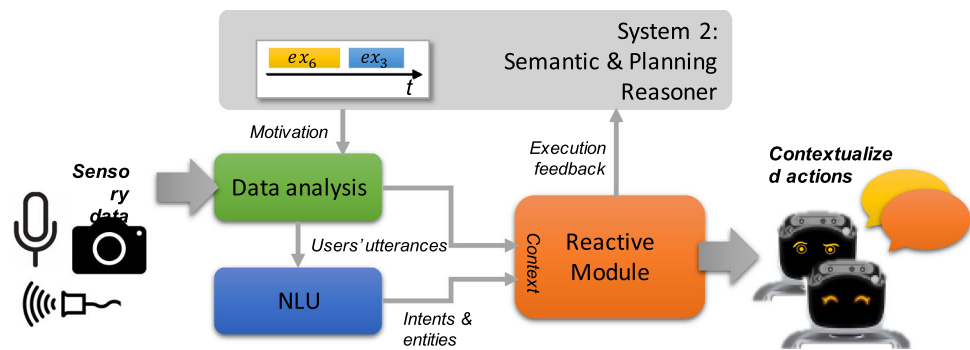 System 2:
Semantic & Planning
Reasoner
ex₆ ex₃
t
Motivation
Execution
feedback
Contextualize
d actions
Senso
ry
data
Data analysis
Users' utterances
Context
Reactive
Module
NLU
Intents &
entities